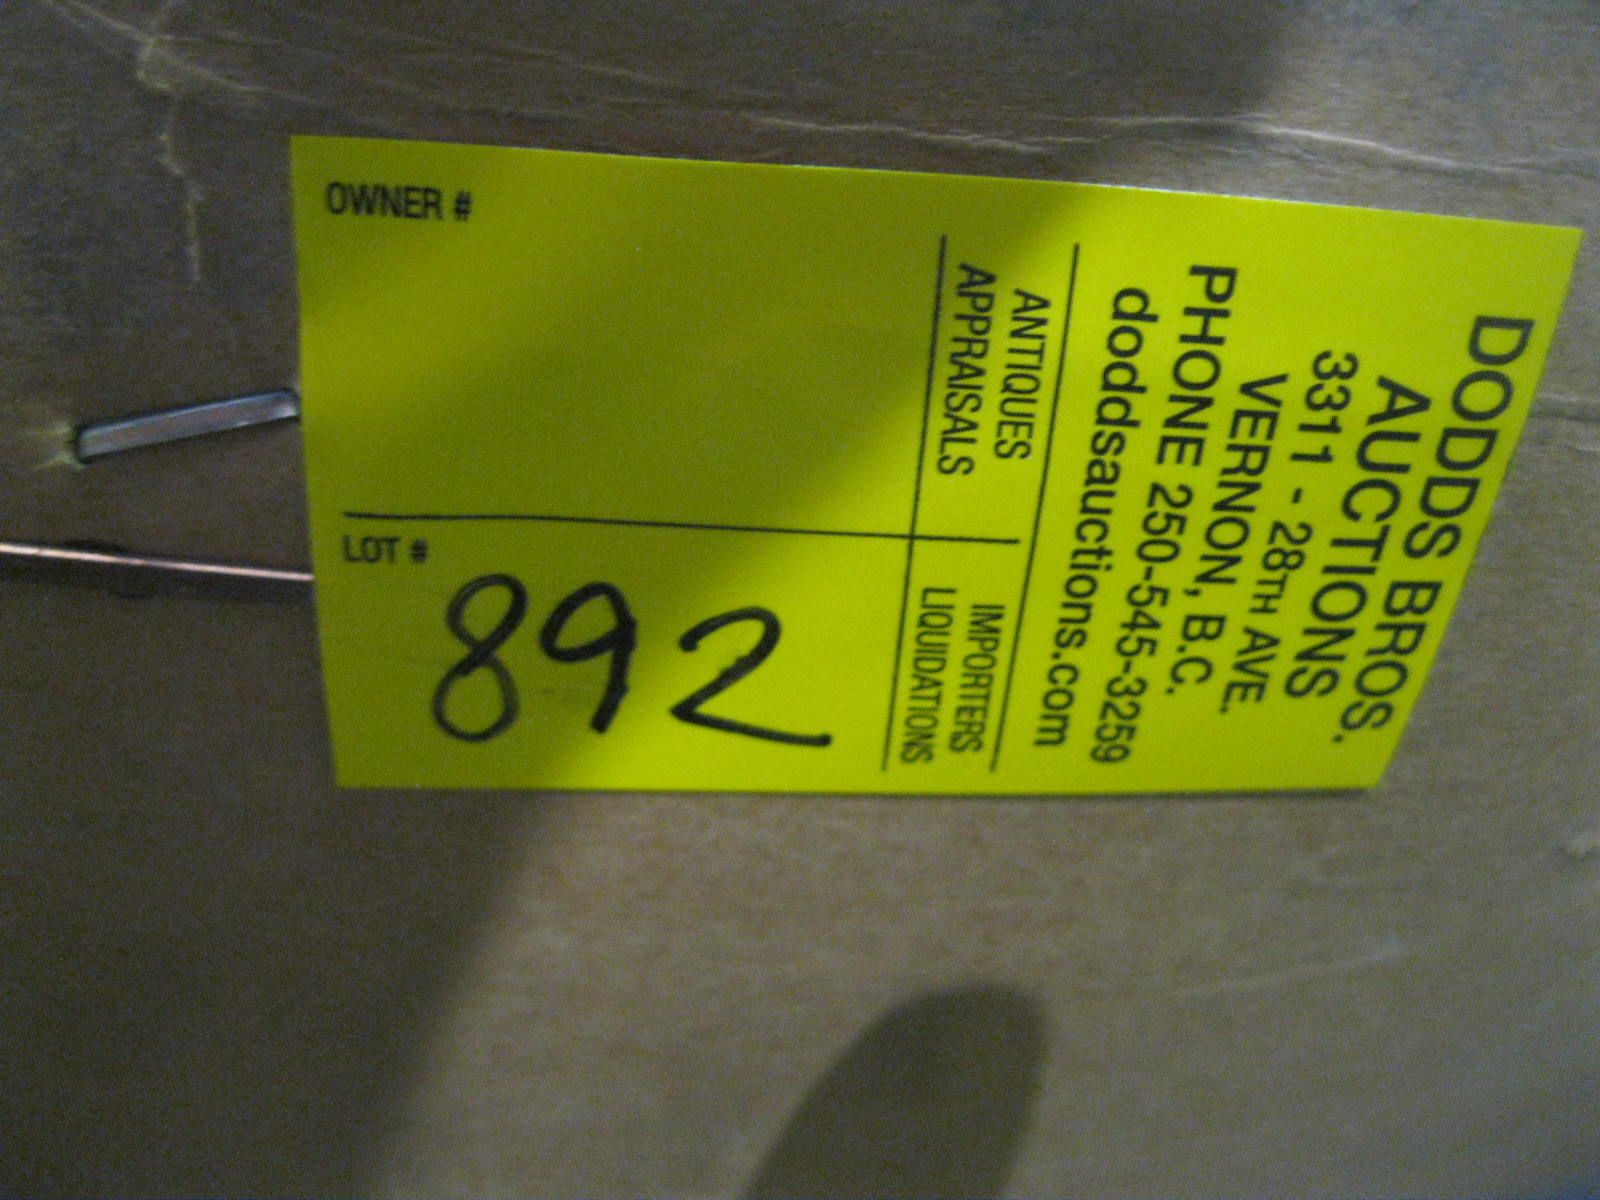 DODDS BROS.
AUCTIONS
3311 - 28TH AVE.
VERNON, B.C.
PHONE 250-545-3259
doddsauctions.com
ANTIQUES
APPRAISALS
IMPORTERS
LIQUIDATIONS
OWNER #
LOT #
892